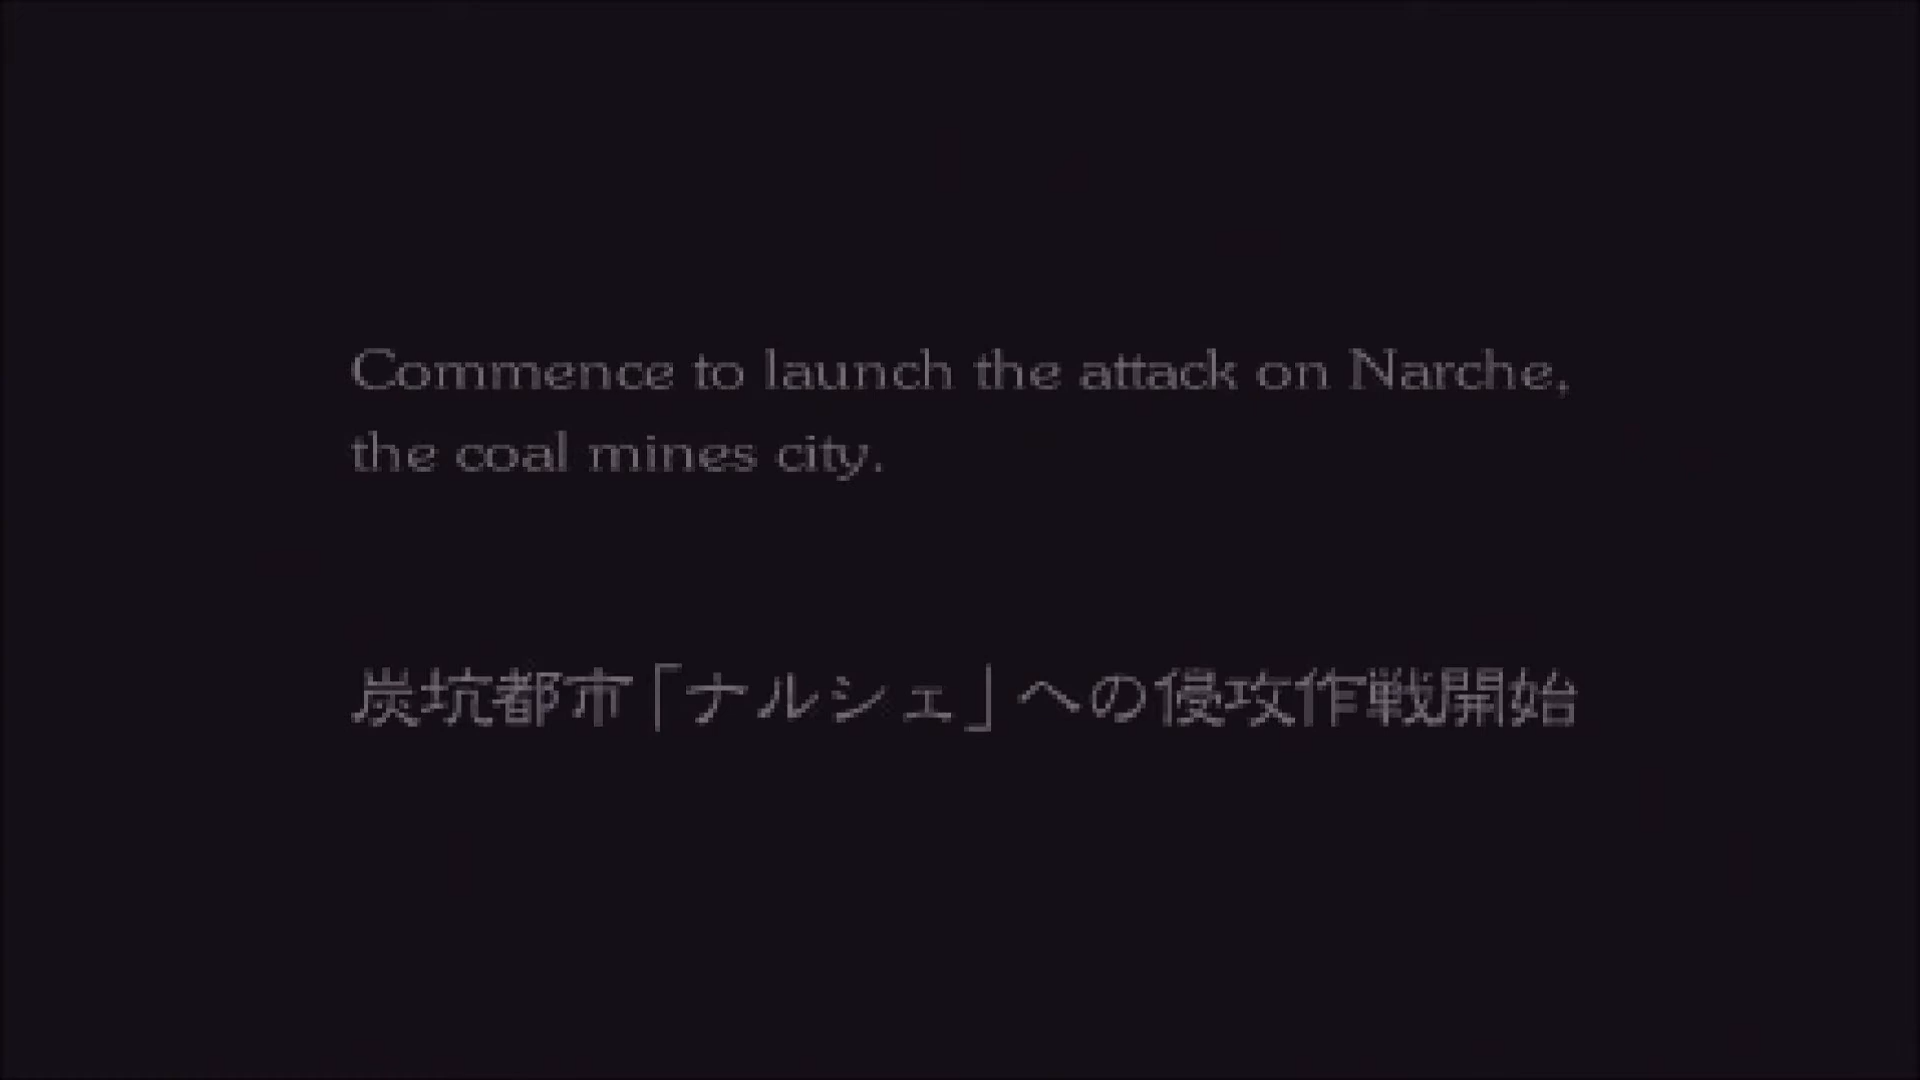 Commence to launch the attack on Narche,
the coal mines city.
炭坑都市「ナルシェ」への侵攻作戦開始